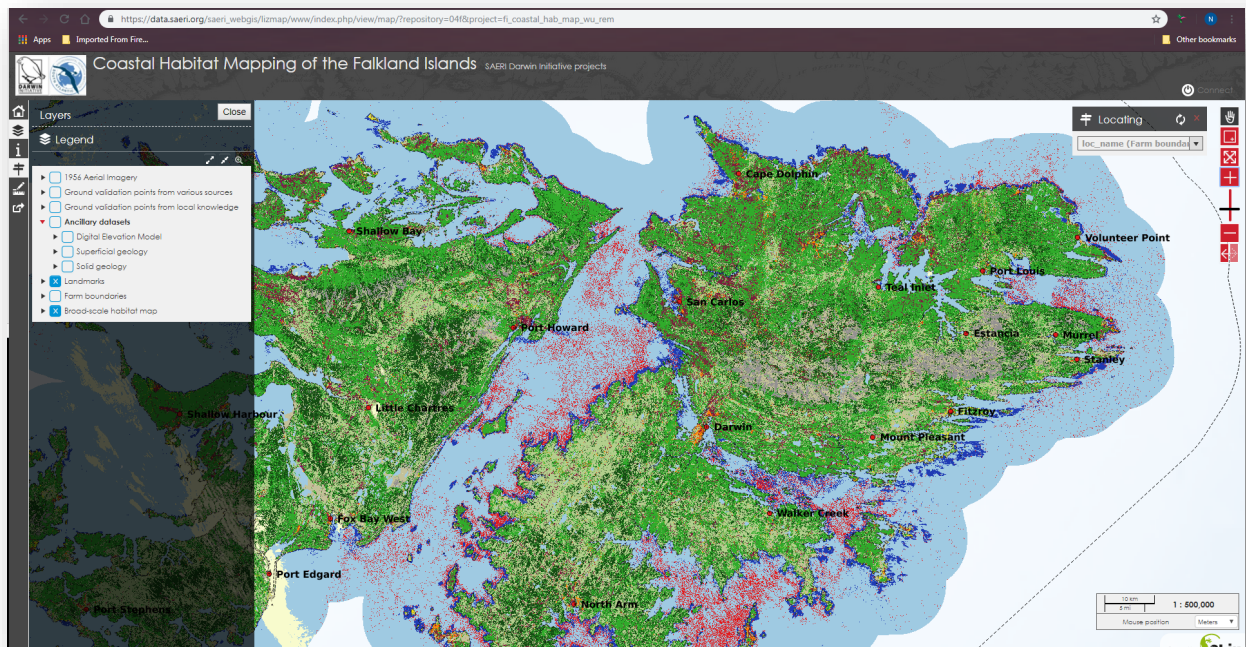 https://data.saeri.org/saeri_webgis/lizmap/www/index.php/view/map/?repository=04f&project=fi_coastal_hab_map_wu_rem
N
Apps Imported From Fire... Other bookmarks
DARWIN
Coastal Habitat Mapping of the Falkland Islands SAERI Darwin Initiative projects
Connect
Layers Close
Legend
1956 Aerial Imagery
Ground validation points from various sources
Ground validation points from local knowledge
Ancillary datasets
Digital Elevation Model
Superficial geology
Solid geology
Landmarks
Farm boundaries
Broad-scale habitat map
Locating
loc_name (Farm boundar
Cape Dolphin
Shallow Bay
Volunteer Point
Port Louis
Teal Inlet
San Carlos
Port Howard
Estancia
Murrel
Stanley
Little Chartres
Shallow Harbour
Fitzroy
Darwin
Mount Pleasant
Walker Creek
Fox Bay West
Port Edgard
North Arm
Port Stephens
10 km
5 mi
1 : 500,000
Mouse position Meters